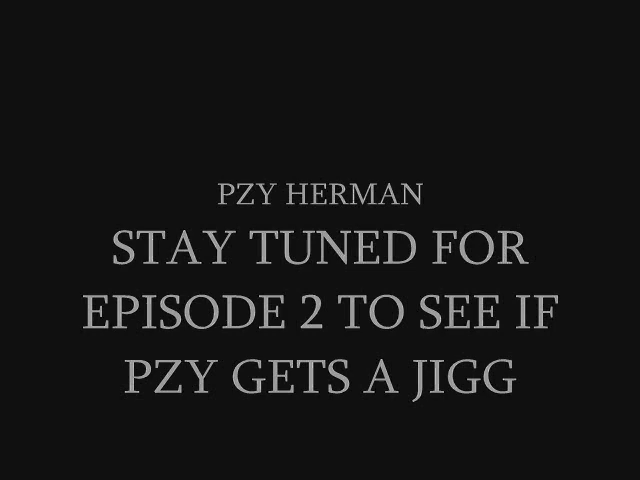 PZY HERMAN
STAY TUNED FOR
EPISODE 2 TO SEE IF
PZY GETS A JIGG